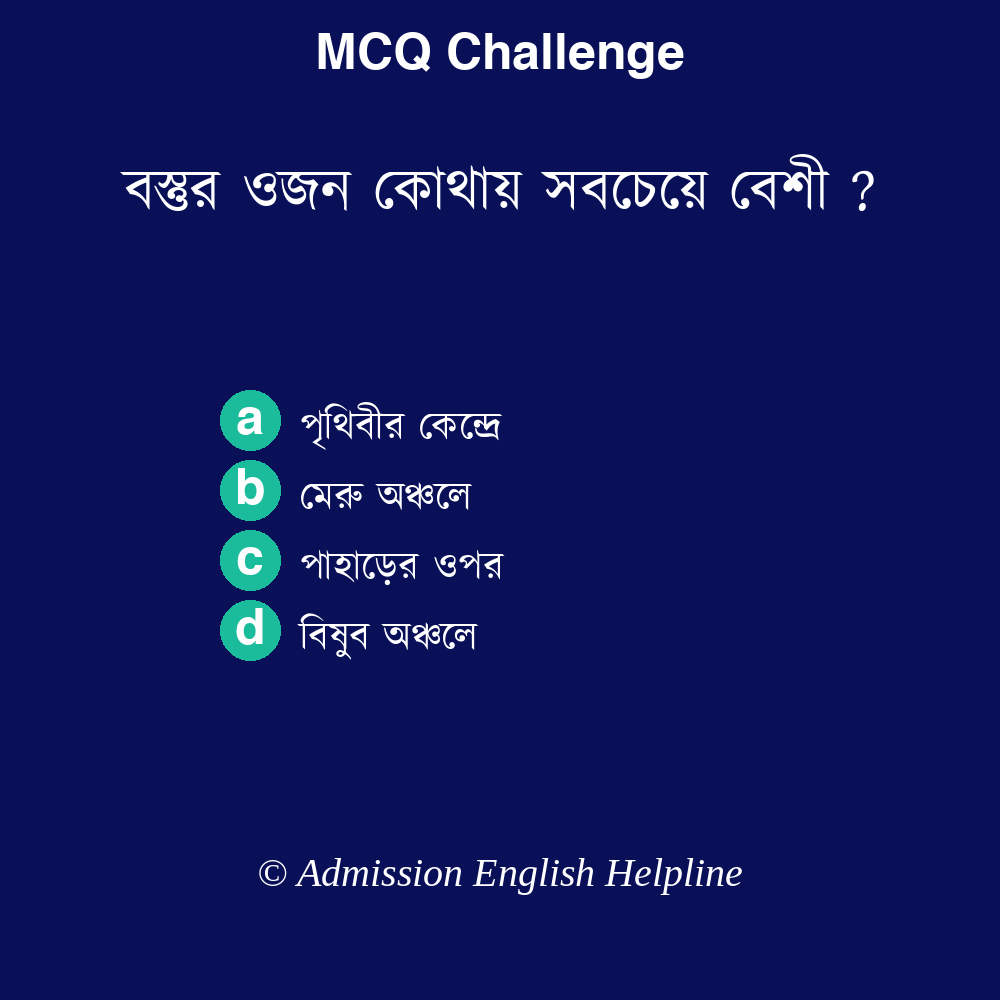 MCQ Challenge
বস্তুর ওজন কোথায় সবচেয়ে বেশী ?
a পৃথিবীর কেন্দ্রে
b মেরু অঞ্চলে
c পাহাড়ের ওপর
d বিষুব অঞ্চলে
© Admission English Helpline